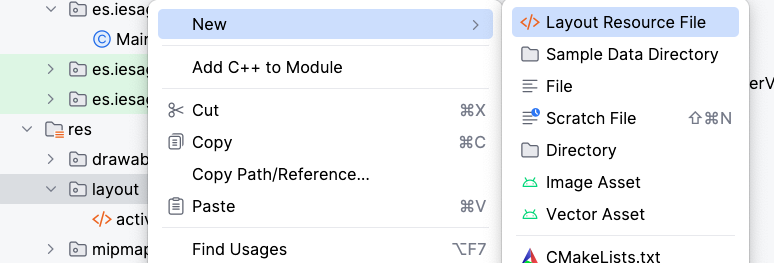 es.iesag
Main
es.iesag
es.iesag
res
drawab
layout
activ
mipmap
New
Add C++ to Module
Cut ⌘X
Copy ⌘C
Copy Path/Reference...
Paste ⌘V
Find Usages ⌥F7
Layout Resource File
Sample Data Directory
File
Scratch File ⇧⌘N
Directory
Image Asset
Vector Asset
CMakeLists.txt
erV